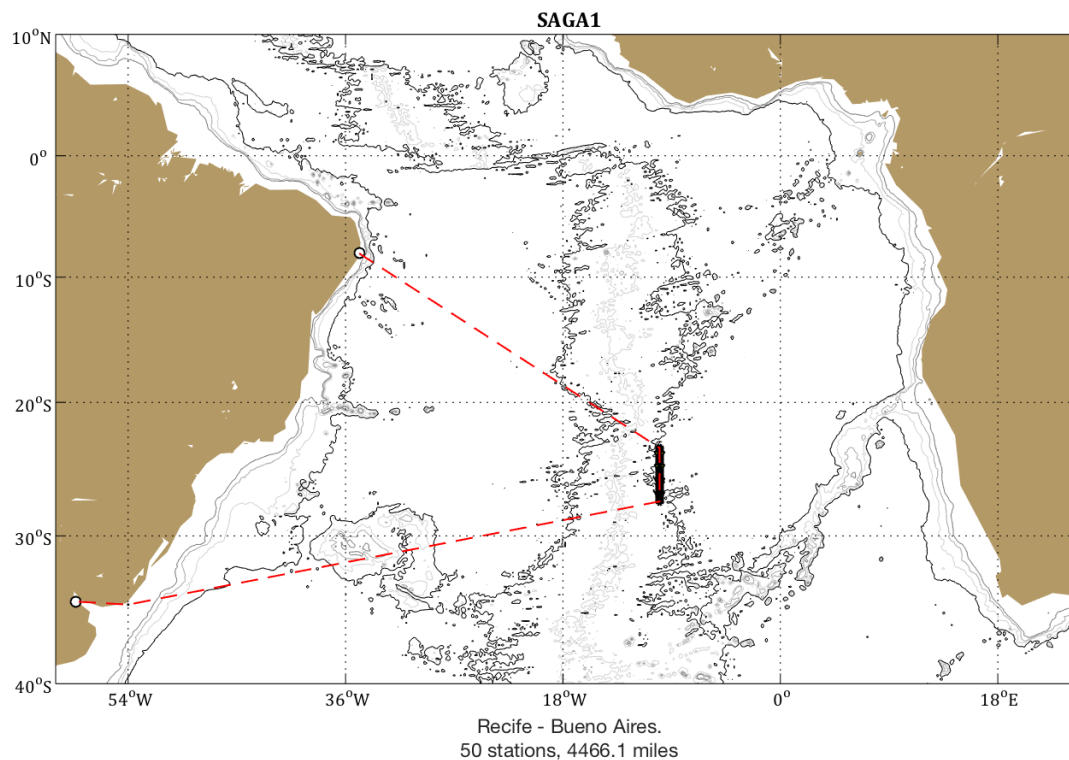 SAGA1
10°N
0°
10°S
20°S
30°S
40°S
54°W
36°W
18°W
0°
18°E
Recife - Bueno Aires.
50 stations, 4466.1 miles